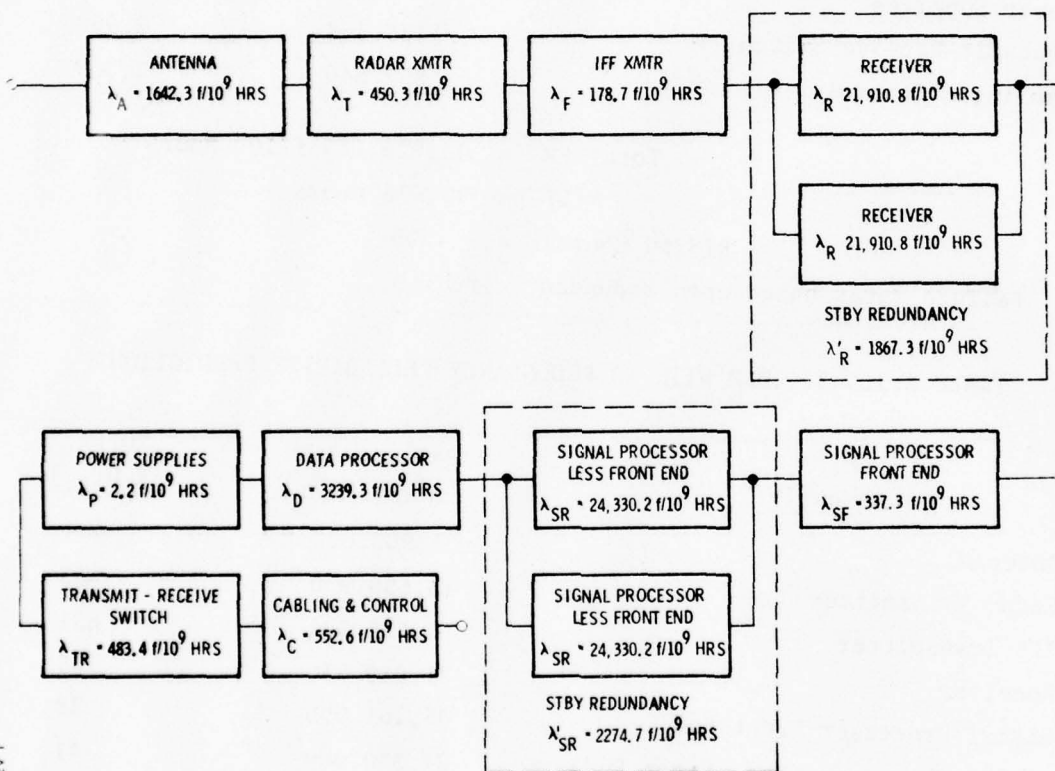 ANTENNA
λA = 1642.3 f/10⁹ HRS
RADAR XMTR
λT = 450.3 f/10⁹ HRS
IFF XMTR
λF = 178.7 f/10⁹ HRS
RECEIVER
λR 21,910.8 f/10⁹ HRS
RECEIVER
λR 21,910.8 f/10⁹ HRS
STBY REDUNDANCY
λ'R = 1867.3 f/10⁹ HRS
POWER SUPPLIES
λP = 2.2 f/10⁹ HRS
DATA PROCESSOR
λD = 3239.3 f/10⁹ HRS
SIGNAL PROCESSOR
LESS FRONT END
λSR = 24,330.2 f/10⁹ HRS
SIGNAL PROCESSOR
FRONT END
λSF = 337.3 f/10⁹ HRS
TRANSMIT - RECEIVE
SWITCH
λTR = 483.4 f/10⁹ HRS
CABLING & CONTROL
λC = 552.6 f/10⁹ HRS
SIGNAL PROCESSOR
LESS FRONT END
λSR = 24,330.2 f/10⁹ HRS
STBY REDUNDANCY
λ'SR = 2274.7 f/10⁹ HRS